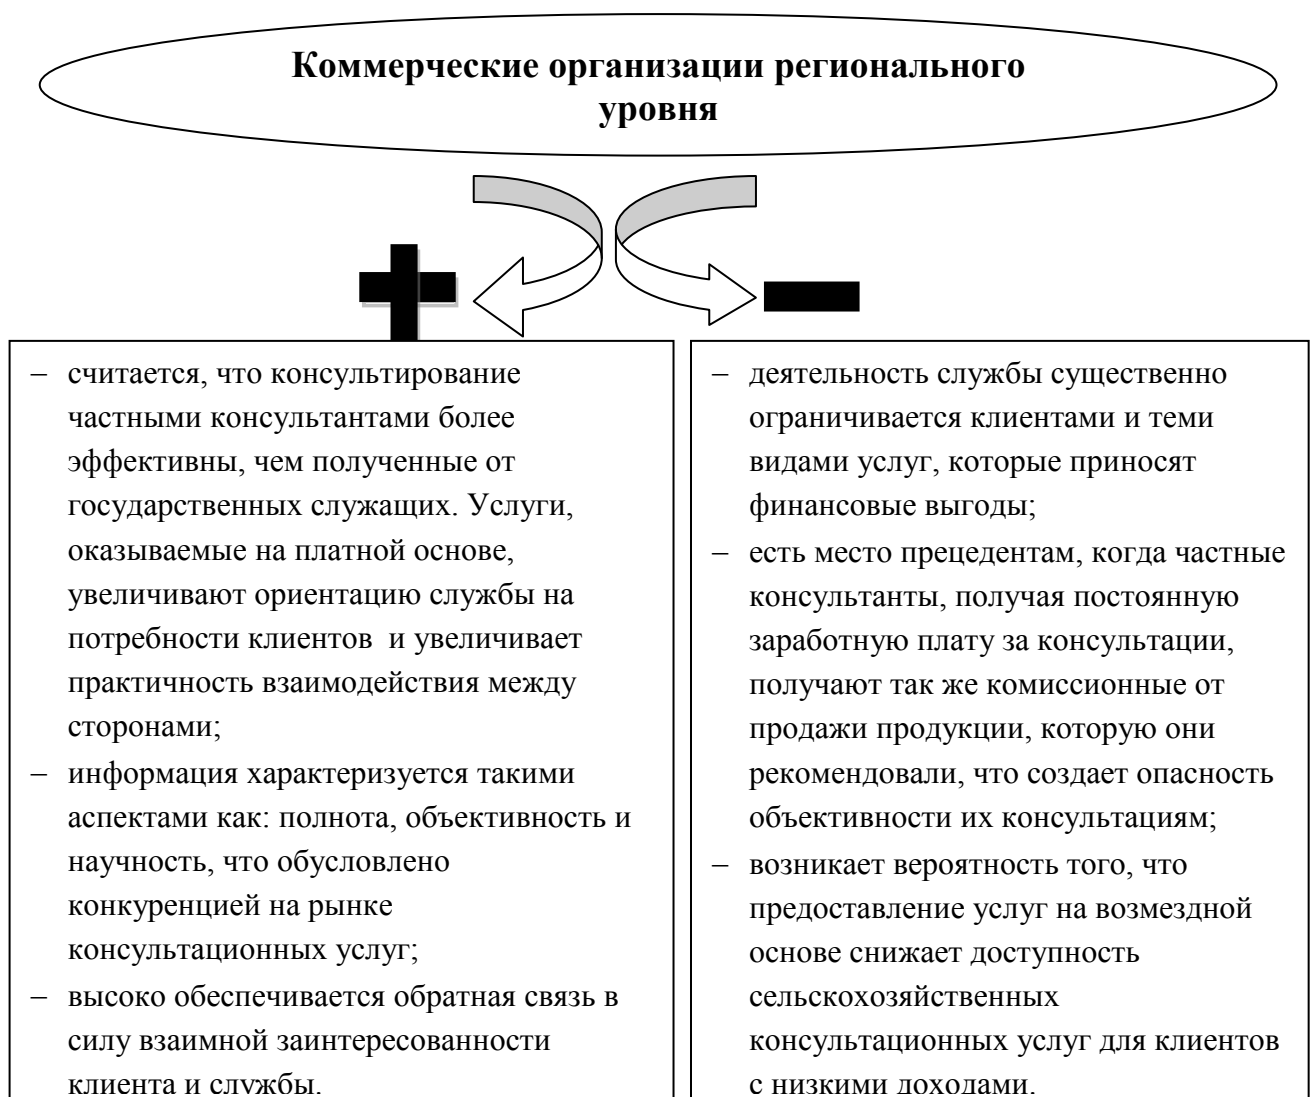 Коммерческие организации регионального
уровня
– считается, что консультирование
частными консультантами более
эффективны, чем полученные от
государственных служащих. Услуги,
оказываемые на платной основе,
увеличивают ориентацию службы на
потребности клиентов  и увеличивает
практичность взаимодействия между
сторонами;
– информация характеризуется такими
аспектами как: полнота, объективность и
научность, что обусловлено
конкуренцией на рынке
консультационных услуг;
– высоко обеспечивается обратная связь в
силу взаимной заинтересованности
клиента и службы.
– деятельность службы существенно
ограничивается клиентами и теми
видами услуг, которые приносят
финансовые выгоды;
– есть место прецедентам, когда частные
консультанты, получая постоянную
заработную плату за консультации,
получают так же комиссионные от
продажи продукции, которую они
рекомендовали, что создает опасность
объективности их консультациям;
– возникает вероятность того, что
предоставление услуг на возмездной
основе снижает доступность
сельскохозяйственных
консультационных услуг для клиентов
с низкими доходами.